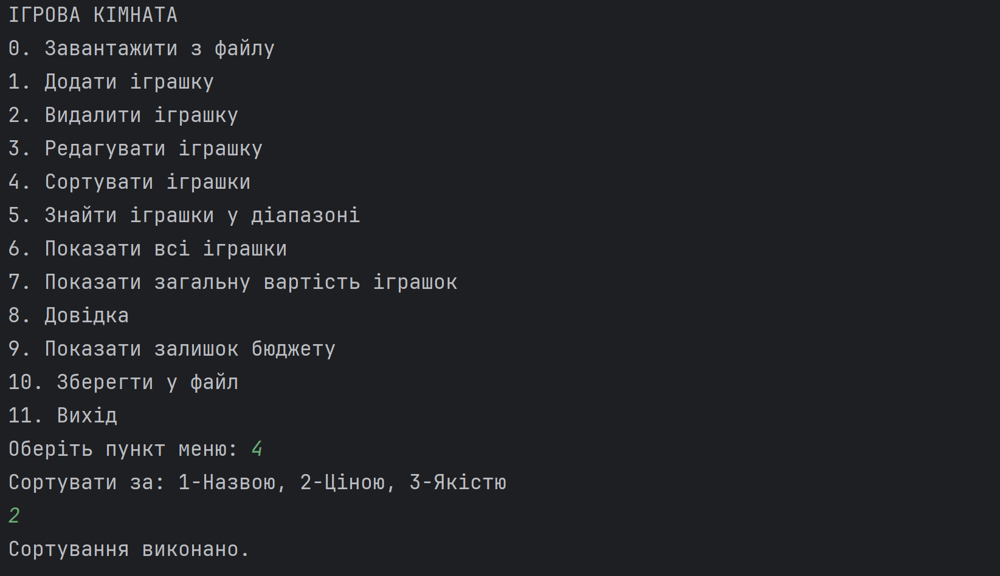 ІГРОВА КІМНАТА
0. Завантажити з файлу
1. Додати іграшку
2. Видалити іграшку
3. Редагувати іграшку
4. Сортувати іграшки
5. Знайти іграшки у діапазоні
6. Показати всі іграшки
7. Показати загальну вартість іграшок
8. Довідка
9. Показати залишок бюджету
10. Зберегти у файл
11. Вихід
Оберіть пункт меню: 4
Сортувати за: 1-Назвою, 2-Ціною, 3-Якістю
2
Сортування виконано.